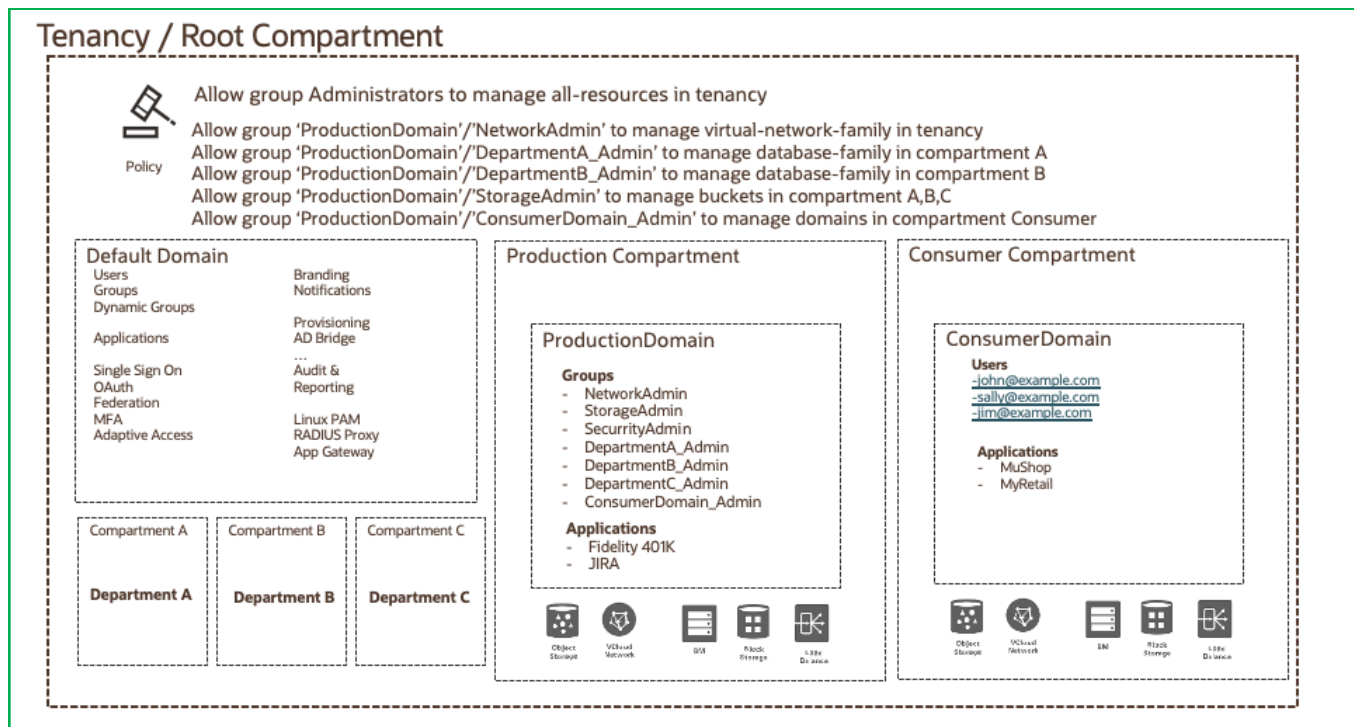 Tenancy / Root Compartment
Allow group Administrators to manage all-resources in tenancy
Allow group ‘ProductionDomain’/’NetworkAdmin’ to manage virtual-network-family in tenancy
Allow group ‘ProductionDomain’/’DepartmentA_Admin’ to manage database-family in compartment A
Allow group ‘ProductionDomain’/’DepartmentB_Admin’ to manage database-family in compartment B
Allow group ‘ProductionDomain’/’StorageAdmin’ to manage buckets in compartment A,B,C
Allow group ‘ProductionDomain’/’ConsumerDomain_Admin’ to manage domains in compartment Consumer
Policy
Default Domain
Users
Groups
Dynamic Groups
Applications
Single Sign On
OAuth
Federation
MFA
Adaptive Access
Branding
Notifications
Provisioning
AD Bridge
...
Audit &
Reporting
Linux PAM
RADIUS Proxy
App Gateway
Compartment A
Department A
Compartment B
Department B
Compartment C
Department C
Production Compartment
ProductionDomain
Groups
- NetworkAdmin
- StorageAdmin
- SecurrityAdmin
- DepartmentA_Admin
- DepartmentB_Admin
- DepartmentC_Admin
- ConsumerDomain_Admin
Applications
- Fidelity 401K
- JIRA
Object
Storage
VCloud
Network
BM
Block
Storage
Load
Balance
Consumer Compartment
ConsumerDomain
Users
-john@example.com
-sally@example.com
-jim@example.com
Applications
- MuShop
- MyRetail
Object
Storage
VCloud
Network
BM
Block
Storage
Load
Balance